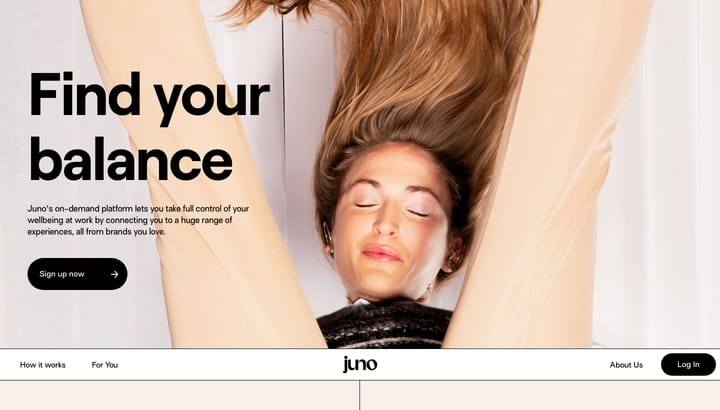 Find your
balance
Juno's on-demand platform lets you take full control of your
wellbeing at work by connecting you to a huge range of
experiences, all from brands you love.
Sign up now →
How it works
For You
juno
About Us
Log In